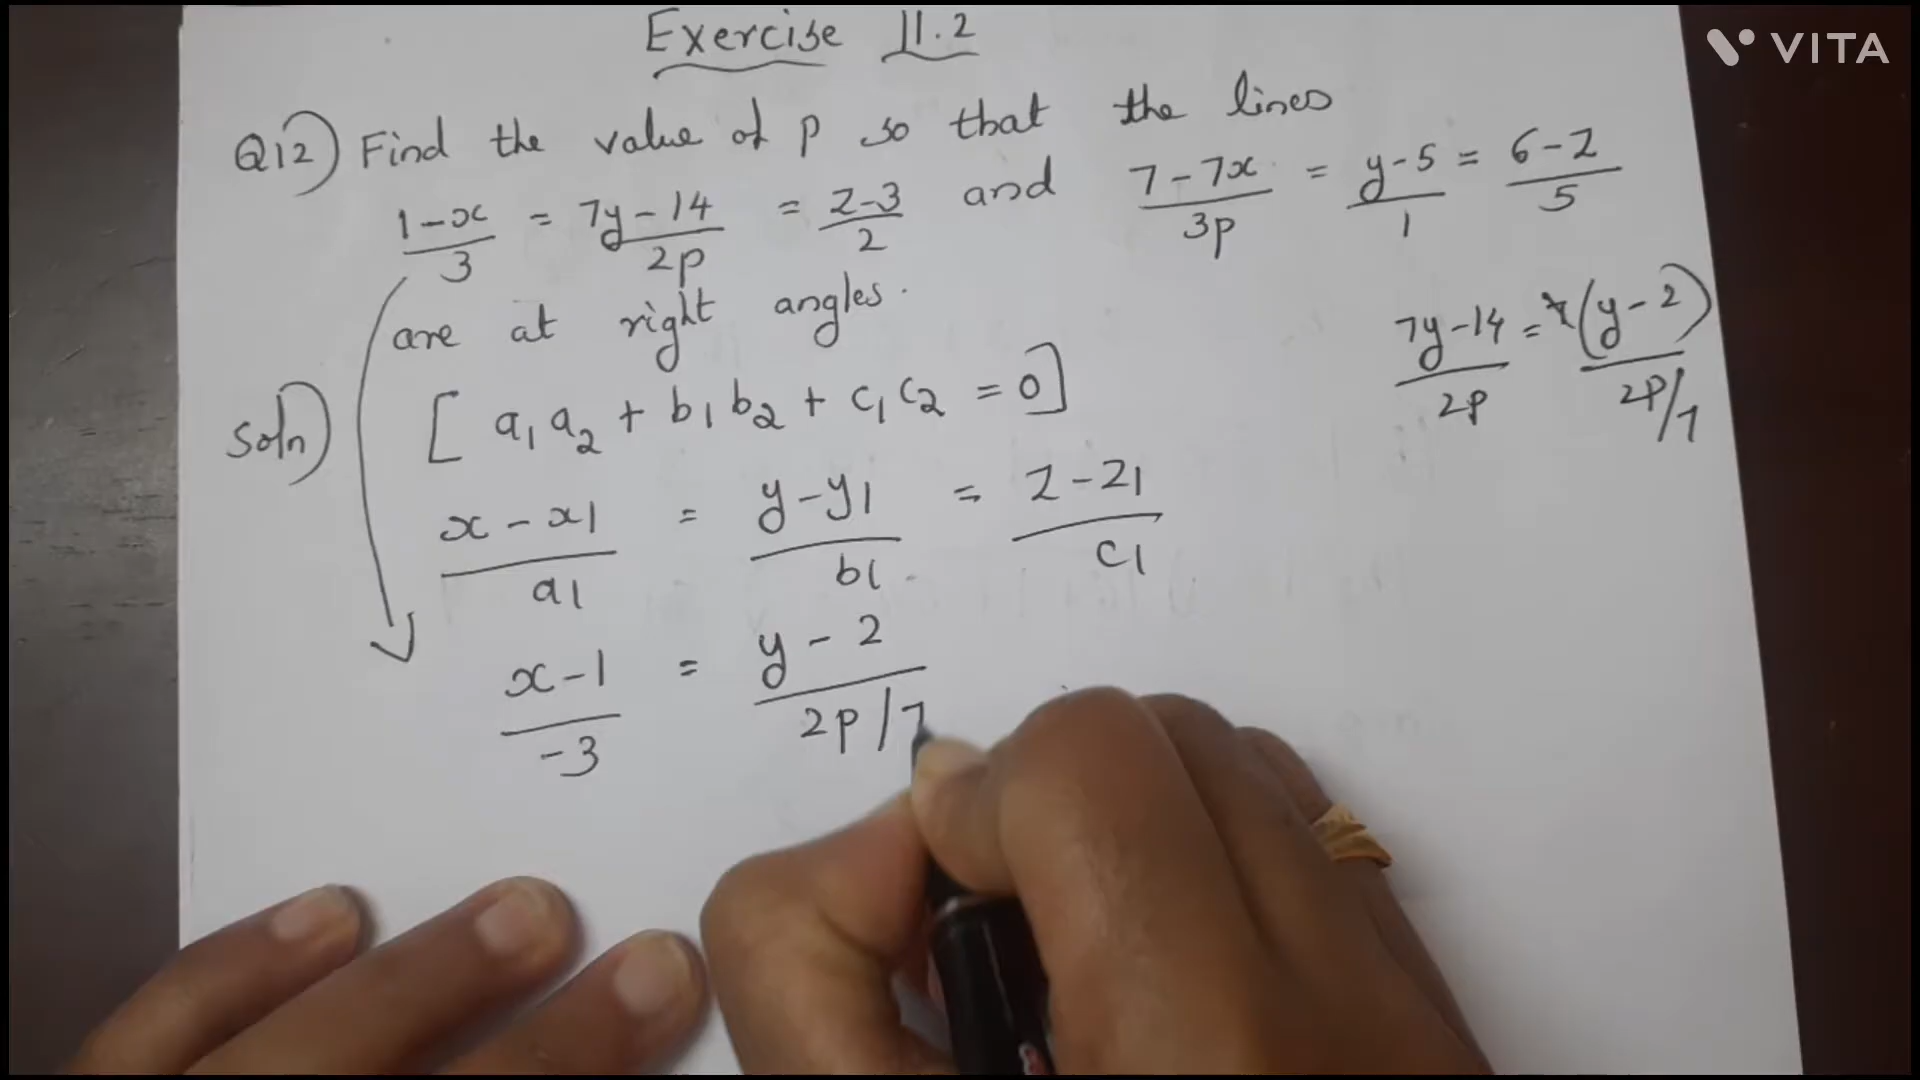 VITA
Exercise 11.2
Q12) Find the value of p so that the lines
1-x/3 = 7y-14/2p = z-3/2 and 7-7x/3p = y-5/1 = 6-z/5
are at right angles.
7y-14/2p = 7(y-2)/2p/7
Soln) [a1a2 + b1b2 + c1c2 = 0]
x-x1/a1 = y-y1/b1 = z-z1/c1
x-1/-3 = y-2/2p/7